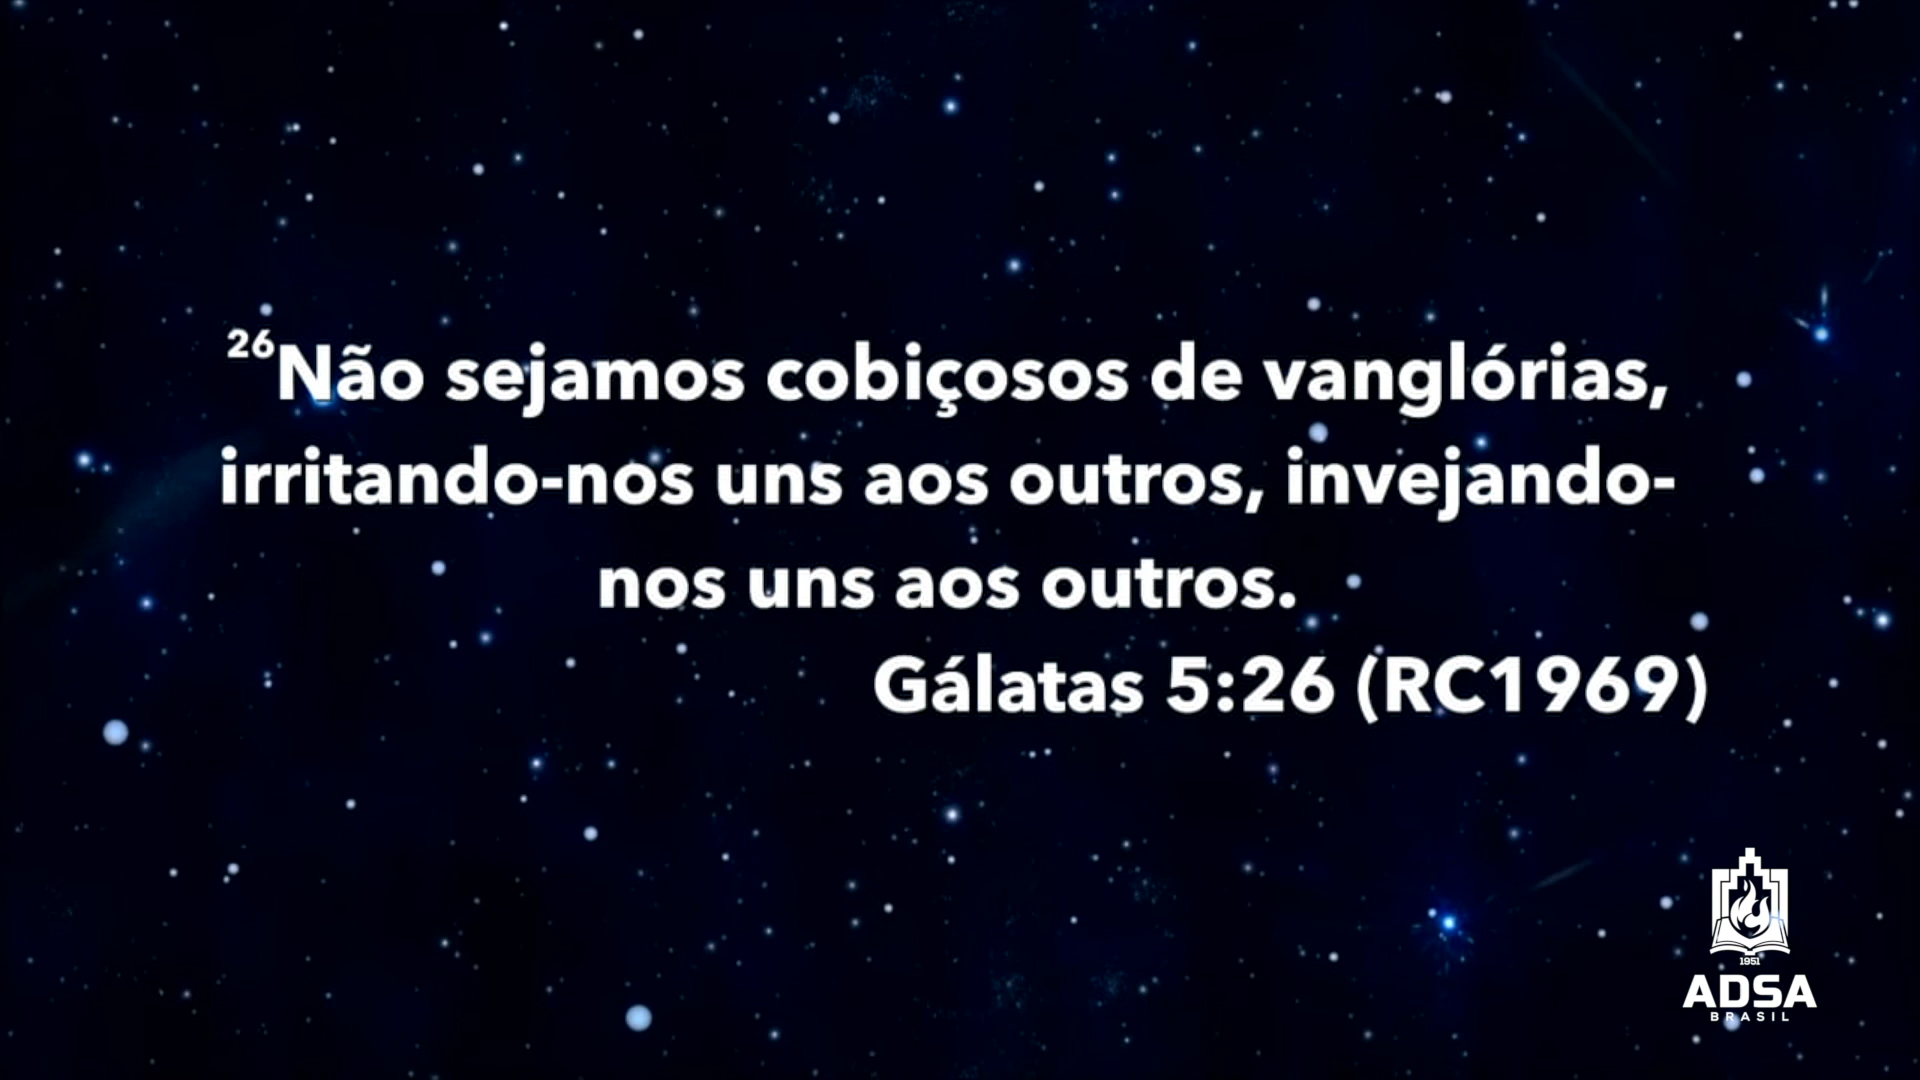 26Não sejamos cobiçosos de vanglórias,
irritando-nos uns aos outros, invejando-
nos uns aos outros.
Gálatas 5:26 (RC1969)
1951
ADSA
BRASIL